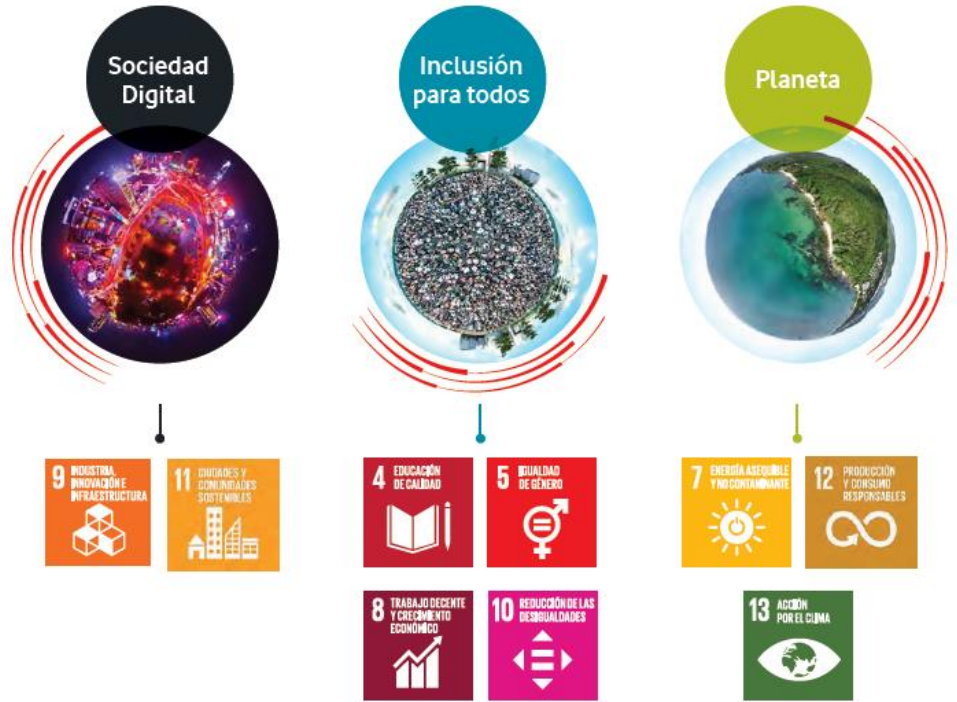 Sociedad
Digital
Inclusión
para todos
Planeta
9 INDUSTRIA,
INNOVACIÓN E
INFRAESTRUCTURA
11 CIUDADES Y
COMUNIDADES
SOSTENIBLES
4 EDUCACIÓN
DE CALIDAD
5 IGUALDAD
DE GÉNERO
7 ENERGÍA ASEQUIBLE
Y NO CONTAMINANTE
12 PRODUCCIÓN
Y CONSUMO
RESPONSABLES
8 TRABAJO DECENTE
Y CRECIMIENTO
ECONÓMICO
10 REDUCCIÓN DE LAS
DESIGUALDADES
13 ACCIÓN
POR EL CLIMA